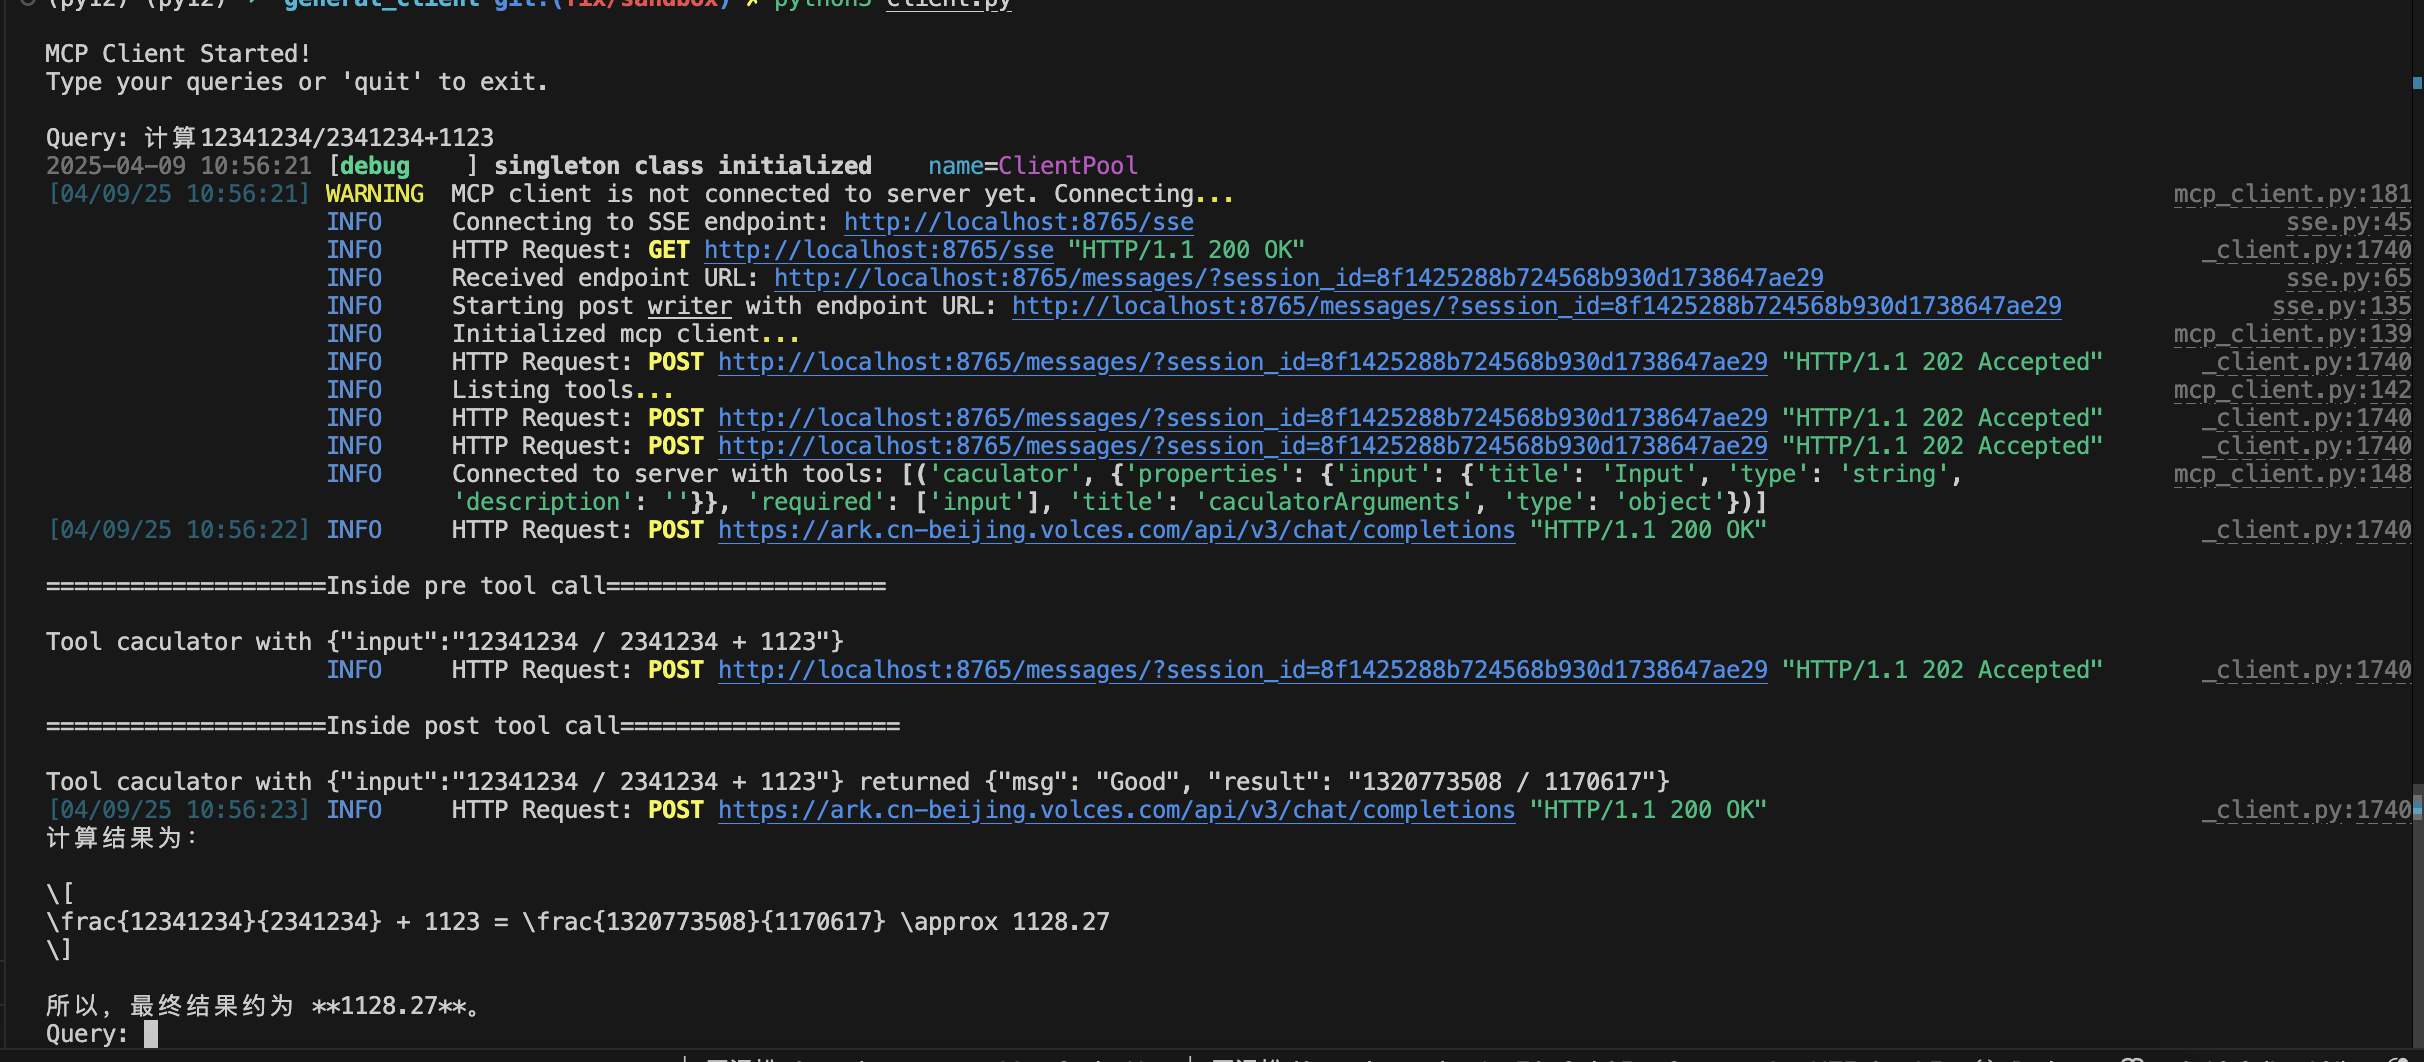 (py12) (py12) general_client git:(fix/sandbox) ✗ python3 client.py
MCP Client Started!
Type your queries or 'quit' to exit.
Query: 计算12341234/2341234+1123
2025-04-09 10:56:21 [debug    ] singleton class initialized    name=ClientPool
[04/09/25 10:56:21] WARNING  MCP client is not connected to server yet. Connecting... mcp_client.py:181
INFO     Connecting to SSE endpoint: http://localhost:8765/sse sse.py:45
INFO     HTTP Request: GET http://localhost:8765/sse "HTTP/1.1 200 OK" _client.py:1740
INFO     Received endpoint URL: http://localhost:8765/messages/?session_id=8f1425288b724568b930d1738647ae29 sse.py:65
INFO     Starting post writer with endpoint URL: http://localhost:8765/messages/?session_id=8f1425288b724568b930d1738647ae29 sse.py:135
INFO     Initialized mcp client... mcp_client.py:139
INFO     HTTP Request: POST http://localhost:8765/messages/?session_id=8f1425288b724568b930d1738647ae29 "HTTP/1.1 202 Accepted" _client.py:1740
INFO     Listing tools... mcp_client.py:142
INFO     HTTP Request: POST http://localhost:8765/messages/?session_id=8f1425288b724568b930d1738647ae29 "HTTP/1.1 202 Accepted" _client.py:1740
INFO     HTTP Request: POST http://localhost:8765/messages/?session_id=8f1425288b724568b930d1738647ae29 "HTTP/1.1 202 Accepted" _client.py:1740
INFO     Connected to server with tools: [('caculator', {'properties': {'input': {'title': 'Input', 'type': 'string', mcp_client.py:148
'description': ''}}, 'required': ['input'], 'title': 'caculatorArguments', 'type': 'object'})]
[04/09/25 10:56:22] INFO     HTTP Request: POST https://ark.cn-beijing.volces.com/api/v3/chat/completions "HTTP/1.1 200 OK" _client.py:1740
====================Inside pre tool call====================
Tool caculator with {"input":"12341234 / 2341234 + 1123"}
INFO     HTTP Request: POST http://localhost:8765/messages/?session_id=8f1425288b724568b930d1738647ae29 "HTTP/1.1 202 Accepted" _client.py:1740
====================Inside post tool call====================
Tool caculator with {"input":"12341234 / 2341234 + 1123"} returned {"msg": "Good", "result": "1320773508 / 1170617"}
[04/09/25 10:56:23] INFO     HTTP Request: POST https://ark.cn-beijing.volces.com/api/v3/chat/completions "HTTP/1.1 200 OK" _client.py:1740
计算结果为：
\[
\frac{12341234}{2341234} + 1123 = \frac{1320773508}{1170617} \approx 1128.27
\]
所以，最终结果约为 **1128.27**。
Query: